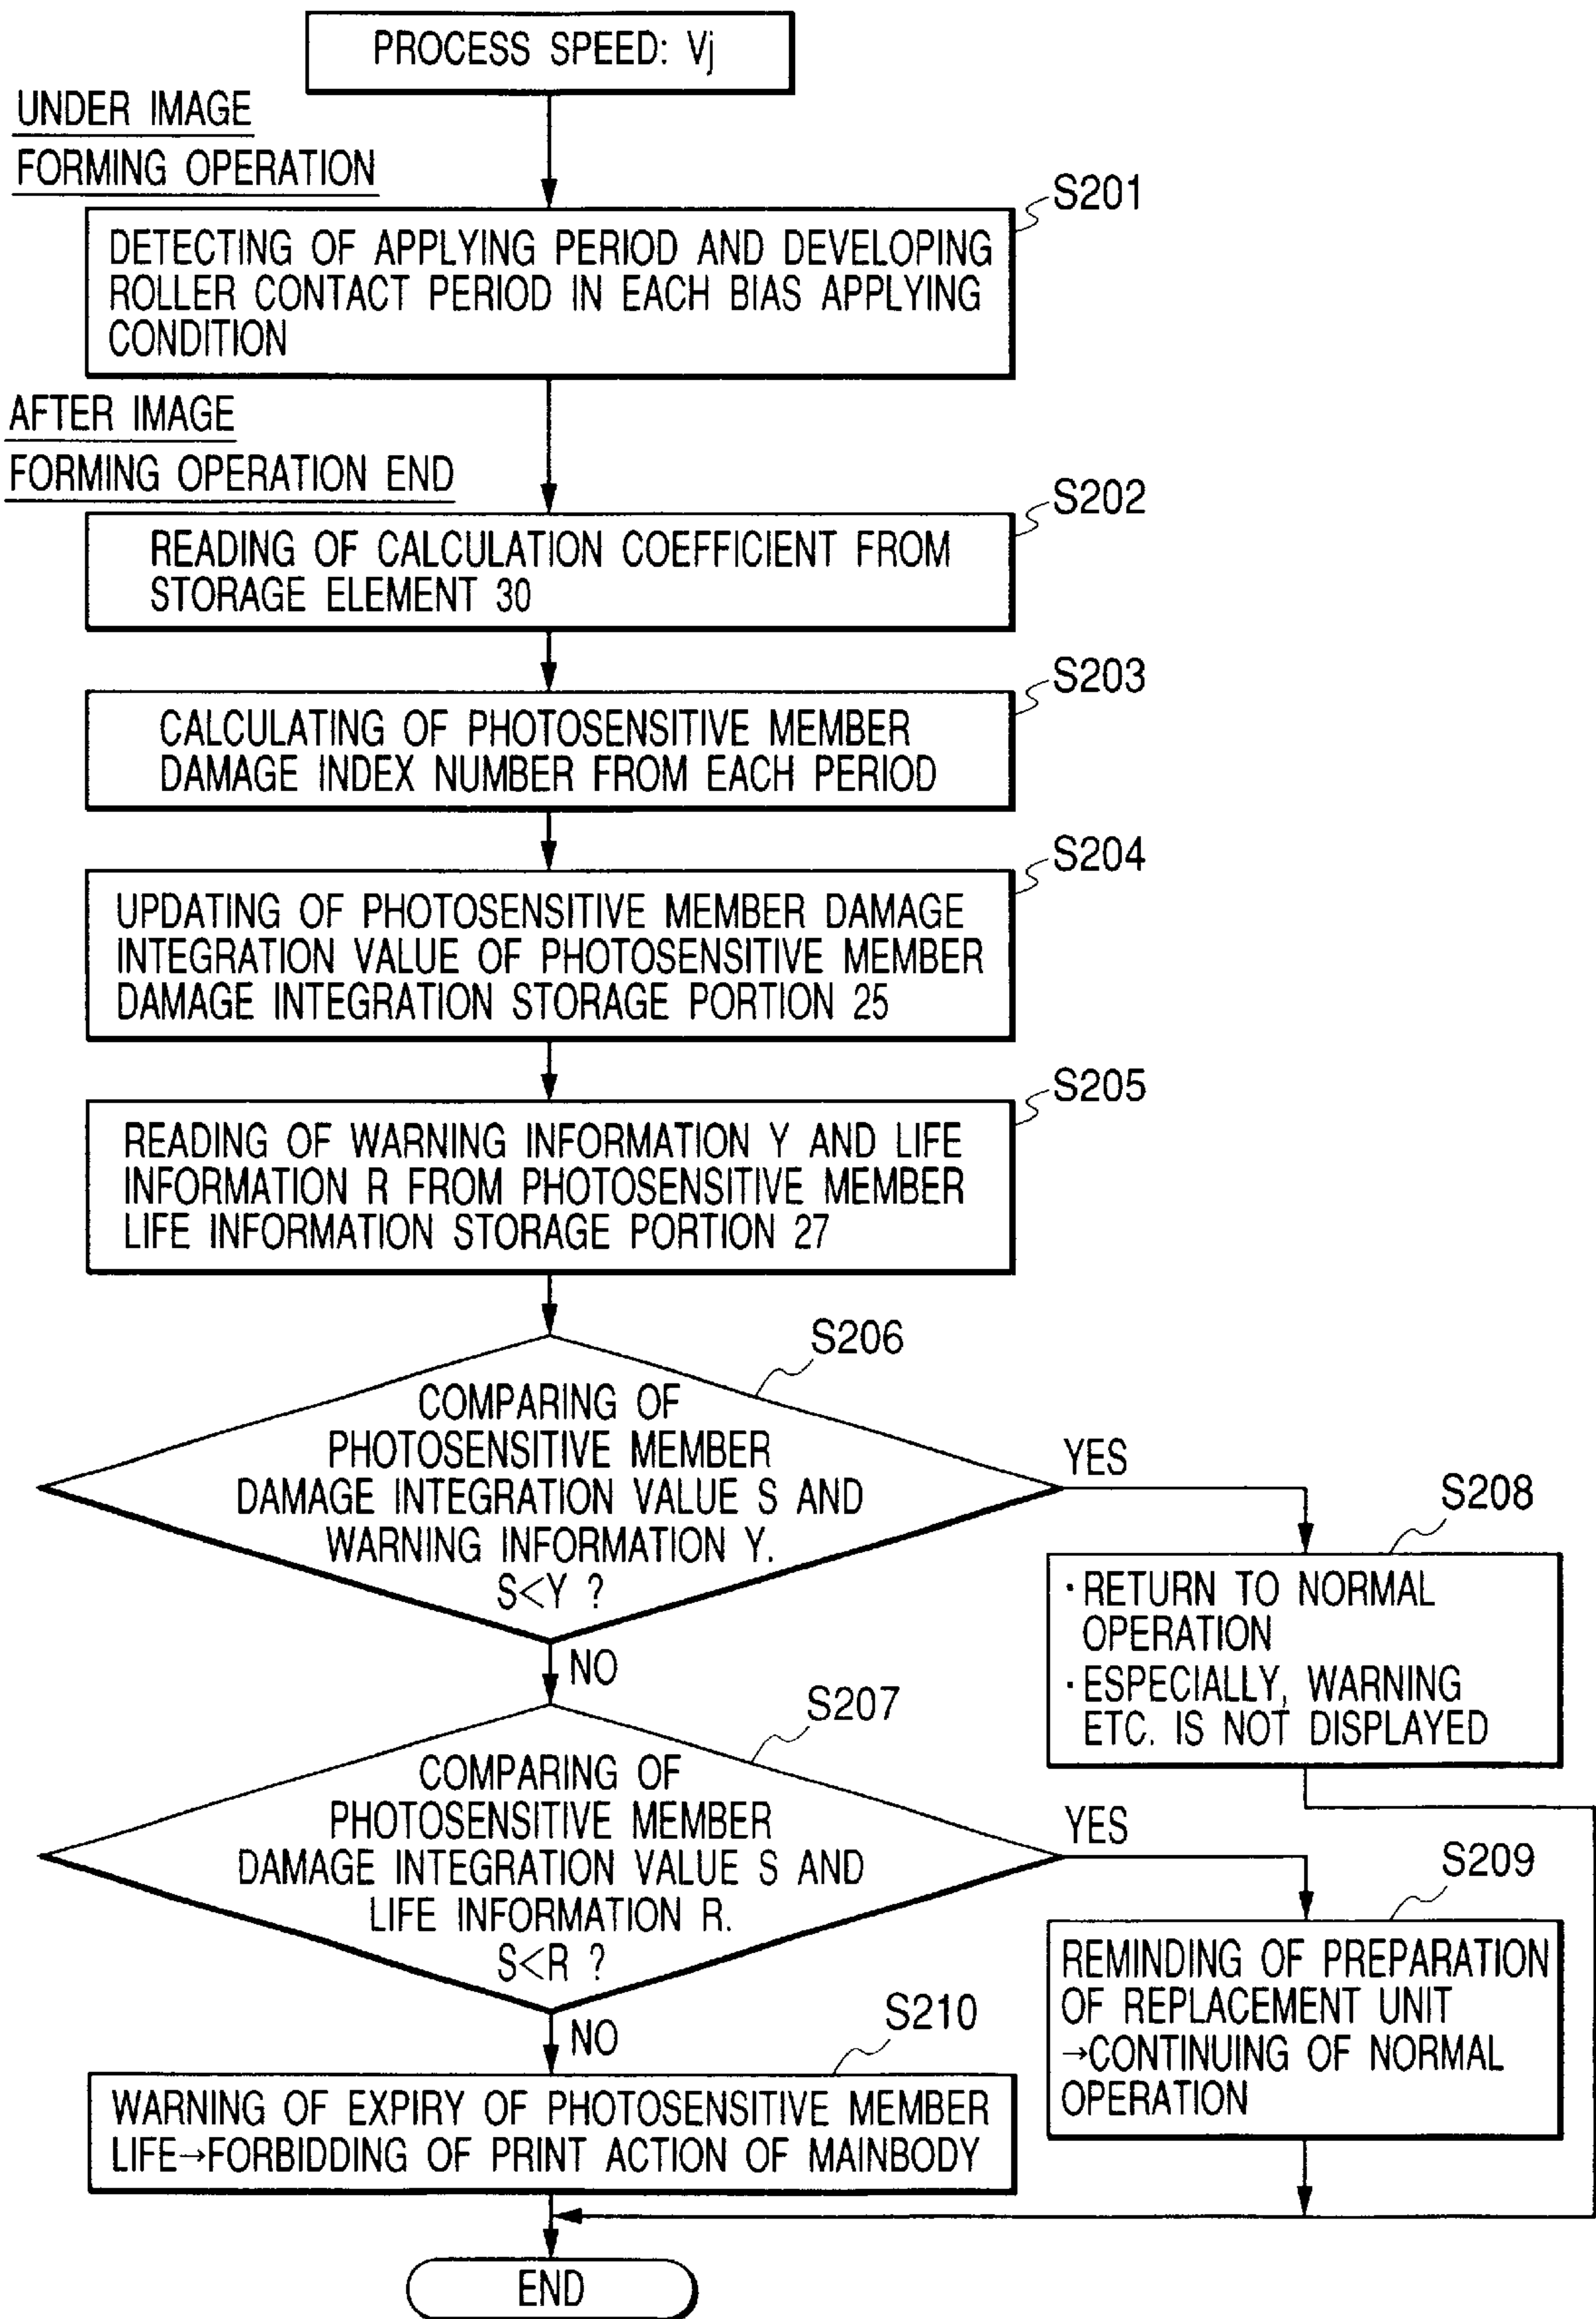 PROCESS SPEED: Vj
UNDER IMAGE
FORMING OPERATION
S201
DETECTING OF APPLYING PERIOD AND DEVELOPING
ROLLER CONTACT PERIOD IN EACH BIAS APPLYING
CONDITION
AFTER IMAGE
FORMING OPERATION END
S202
READING OF CALCULATION COEFFICIENT FROM
STORAGE ELEMENT 30
S203
CALCULATING OF PHOTOSENSITIVE MEMBER
DAMAGE INDEX NUMBER FROM EACH PERIOD
S204
UPDATING OF PHOTOSENSITIVE MEMBER DAMAGE
INTEGRATION VALUE OF PHOTOSENSITIVE MEMBER
DAMAGE INTEGRATION STORAGE PORTION 25
S205
READING OF WARNING INFORMATION Y AND LIFE
INFORMATION R FROM PHOTOSENSITIVE MEMBER
LIFE INFORMATION STORAGE PORTION 27
S206
COMPARING OF
PHOTOSENSITIVE MEMBER
DAMAGE INTEGRATION VALUE S AND
WARNING INFORMATION Y.
S<Y ?
YES
NO
S208
· RETURN TO NORMAL
OPERATION
· ESPECIALLY, WARNING
ETC. IS NOT DISPLAYED
S207
COMPARING OF
PHOTOSENSITIVE MEMBER
DAMAGE INTEGRATION VALUE S AND
LIFE INFORMATION R.
S<R ?
YES
NO
S209
REMINDING OF PREPARATION
OF REPLACEMENT UNIT
→CONTINUING OF NORMAL
OPERATION
S210
WARNING OF EXPIRY OF PHOTOSENSITIVE MEMBER
LIFE→FORBIDDING OF PRINT ACTION OF MAINBODY
END